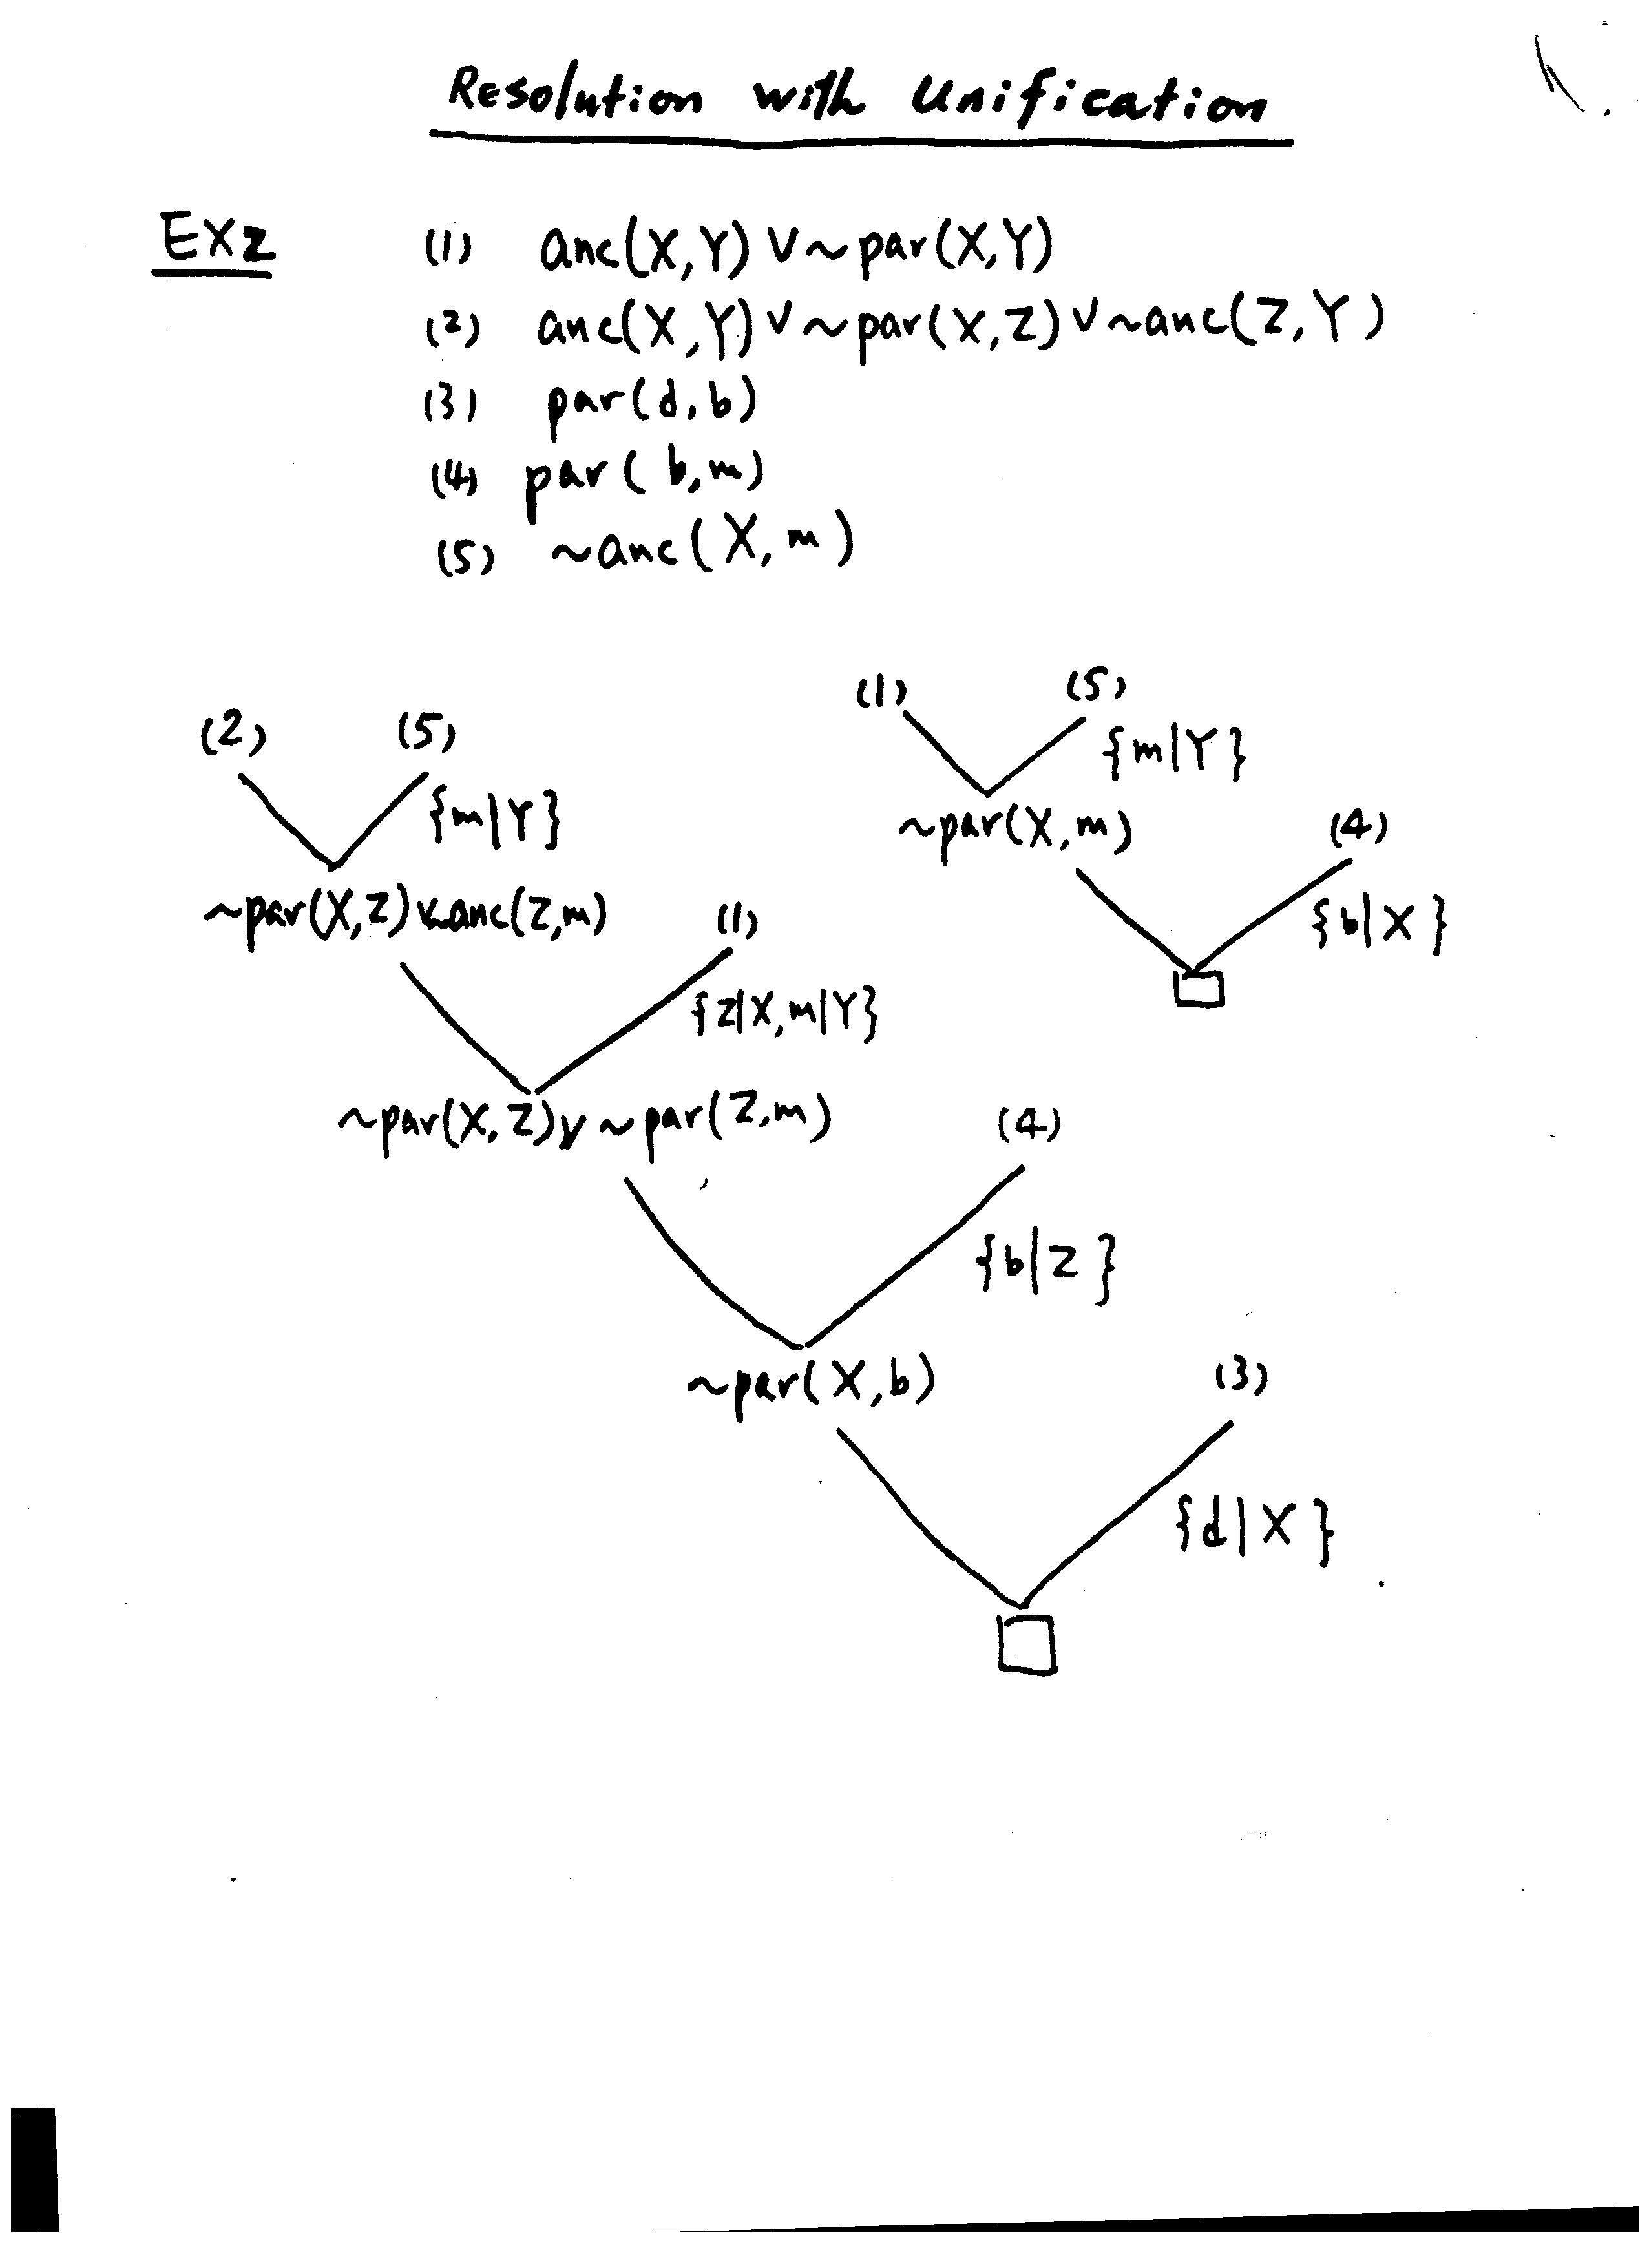 Resolution with Unification
EX2 (1) anc(X,Y) ∨ ~par(X,Y)
(2) anc(X,Y) ∨ ~par(X,Z) ∨ ~anc(Z,Y)
(3) par(d,b)
(4) par(b,m)
(5) ~anc(X,m)
(1) (5)
(2) (5)
{m|Y}
{m|Y}
~par(X,m) (4)
~par(X,Z) ∨~anc(Z,m) (1)
{b|X}
{Z|X, m|Y}
~par(X,Z) ∨ ~par(Z,m) (4)
{b|Z}
~par(X,b) (3)
{d|X}